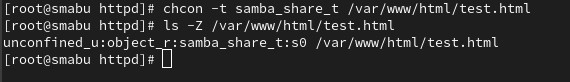 [root@smabu httpd]# chcon -t samba_share_t /var/www/html/test.html
[root@smabu httpd]# ls -Z /var/www/html/test.html
unconfined_u:object_r:samba_share_t:s0 /var/www/html/test.html
[root@smabu httpd]#